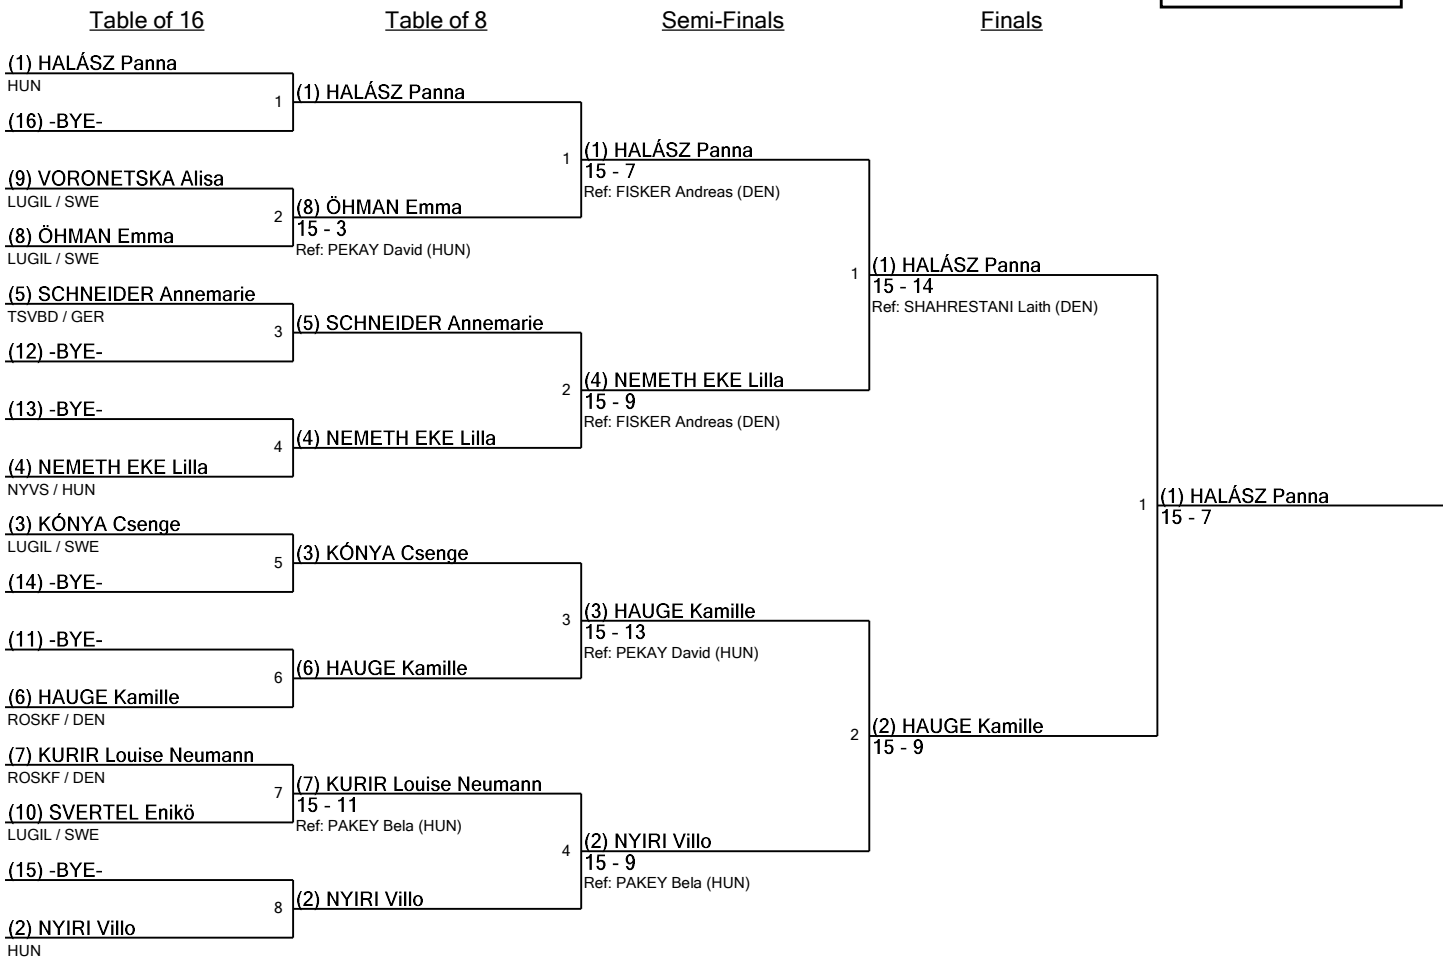 Table of 16
Table of 8
Semi-Finals
Finals
(1) HALÁSZ Panna
HUN
1
(16) -BYE-
(9) VORONETSKA Alisa
LUGIL / SWE
2
(8) ÖHMAN Emma
LUGIL / SWE
(5) SCHNEIDER Annemarie
TSVBD / GER
3
(12) -BYE-
(13) -BYE-
4
(4) NEMETH EKE Lilla
NYVS / HUN
(3) KÓNYA Csenge
LUGIL / SWE
5
(14) -BYE-
(11) -BYE-
6
(6) HAUGE Kamille
ROSKF / DEN
(7) KURIR Louise Neumann
ROSKF / DEN
7
(10) SVERTEL Enikö
LUGIL / SWE
(15) -BYE-
8
(2) NYIRI Villo
HUN
(1) HALÁSZ Panna
1
(8) ÖHMAN Emma
15 - 3
Ref: PEKAY David (HUN)
(5) SCHNEIDER Annemarie
2
(4) NEMETH EKE Lilla
(3) KÓNYA Csenge
3
(6) HAUGE Kamille
(7) KURIR Louise Neumann
15 - 11
Ref: PAKEY Bela (HUN)
4
(2) NYIRI Villo
(1) HALÁSZ Panna
15 - 7
Ref: FISKER Andreas (DEN)
1
(4) NEMETH EKE Lilla
15 - 9
Ref: FISKER Andreas (DEN)
(3) HAUGE Kamille
15 - 13
Ref: PEKAY David (HUN)
2
(2) NYIRI Villo
15 - 9
Ref: PAKEY Bela (HUN)
(1) HALÁSZ Panna
15 - 14
Ref: SHAHRESTANI Laith (DEN)
1
(2) HAUGE Kamille
15 - 9
(1) HALÁSZ Panna
15 - 7